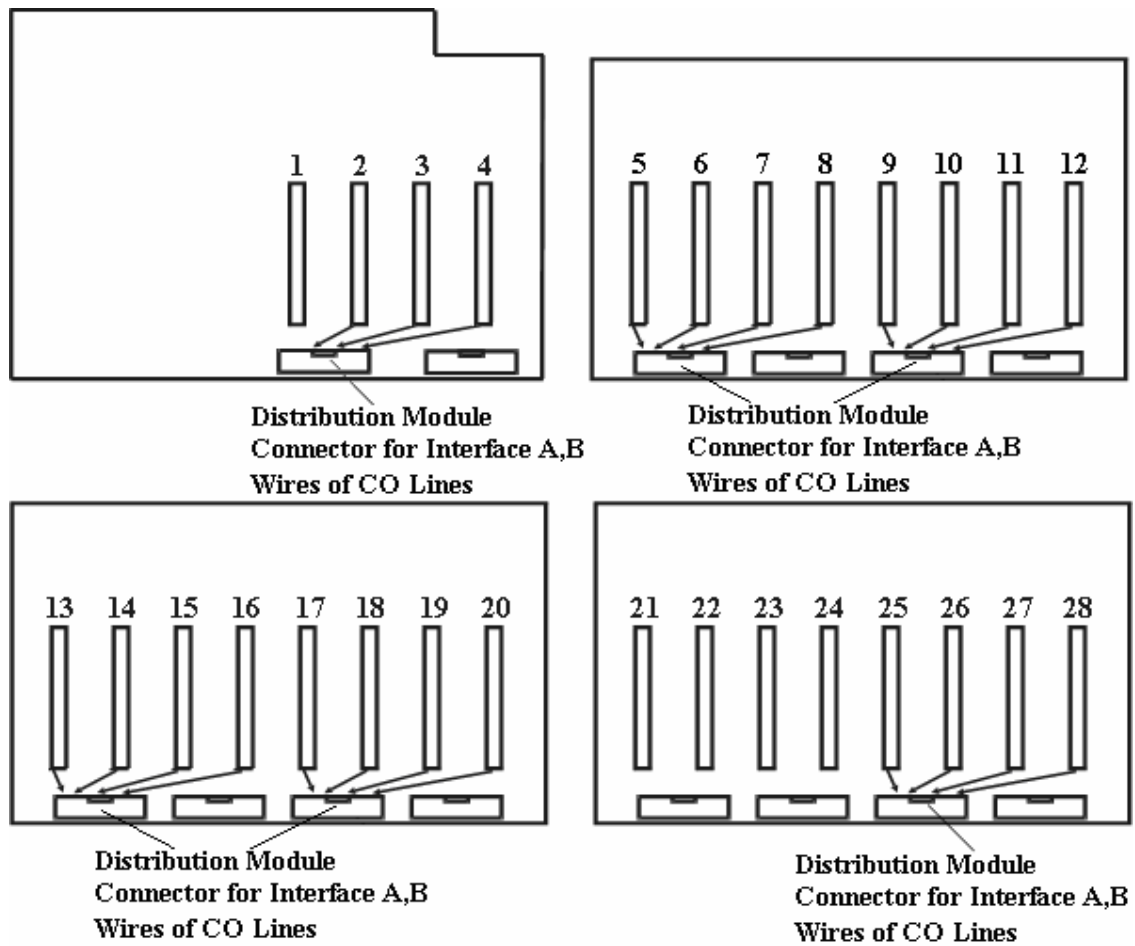 1 2 3 4
5 6 7 8 9 10 11 12
Distribution Module
Connector for Interface A,B
Wires of CO Lines
Distribution Module
Connector for Interface A,B
Wires of CO Lines
13 14 15 16 17 18 19 20
21 22 23 24 25 26 27 28
Distribution Module
Connector for Interface A,B
Wires of CO Lines
Distribution Module
Connector for Interface A,B
Wires of CO Lines